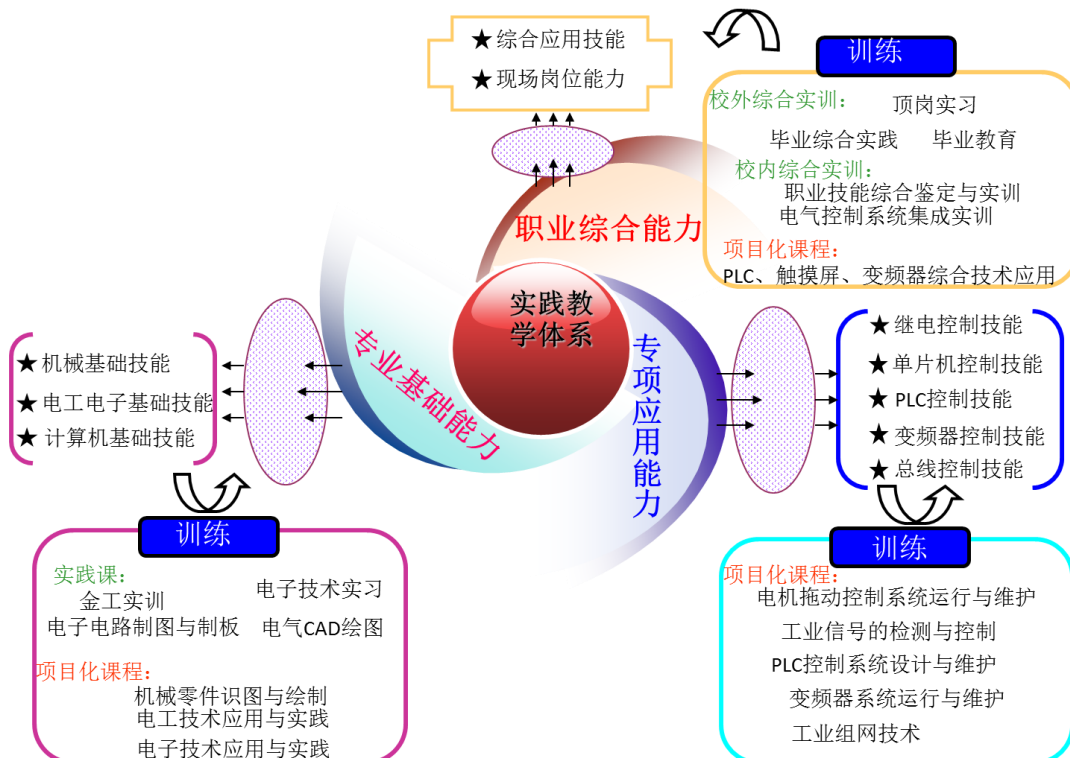 ★ 综合应用技能
★ 现场岗位能力
训练
校外综合实训： 顶岗实习
毕业综合实践 毕业教育
校内综合实训：
职业技能综合鉴定与实训
电气控制系统集成实训
项目化课程：
PLC、触摸屏、变频器综合技术应用
职业综合能力
实践教
学体系
专业基础能力
专项应用能力
★ 机械基础技能
★ 电工电子基础技能
★ 计算机基础技能
★ 继电控制技能
★ 单片机控制技能
★ PLC控制技能
★ 变频器控制技能
★ 总线控制技能
训练
实践课：
电子技术实习
金工实训
电子电路制图与制板 电气CAD绘图
项目化课程：
机械零件识图与绘制
电工技术应用与实践
电子技术应用与实践
训练
项目化课程：
电机拖动控制系统运行与维护
工业信号的检测与控制
PLC控制系统设计与维护
变频器系统运行与维护
工业组网技术